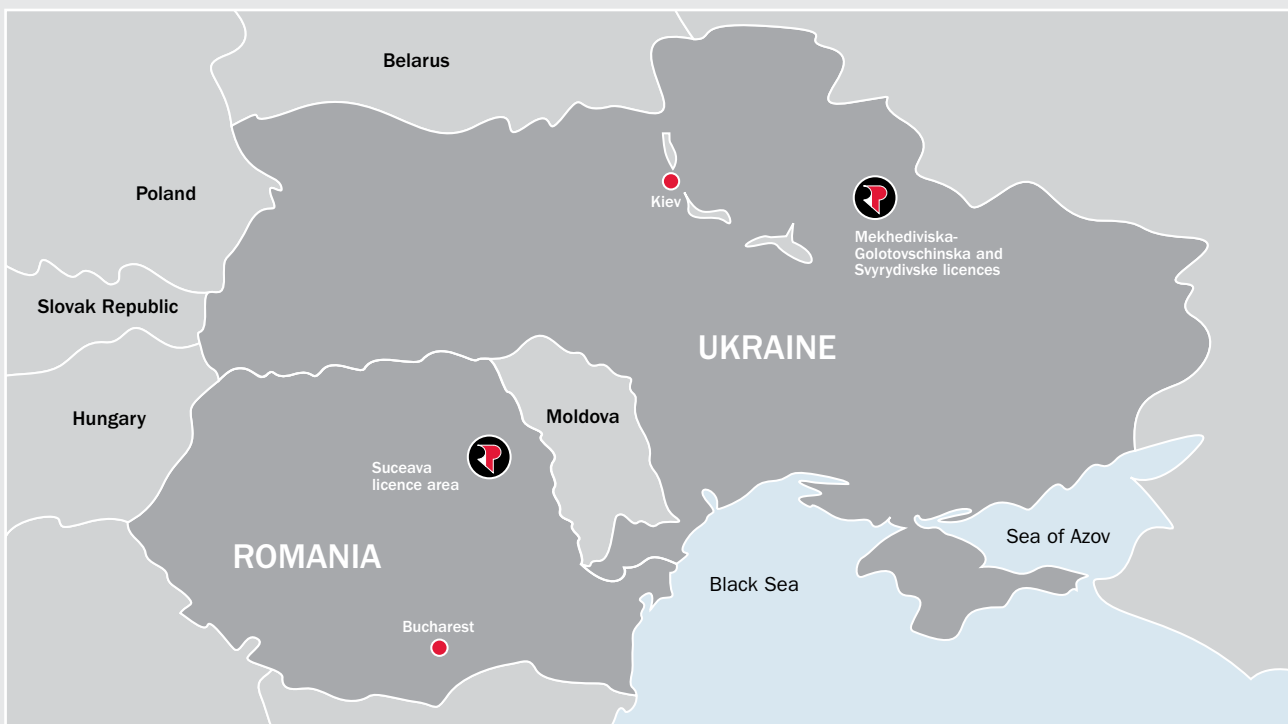 Belarus
Poland
Kiev
Mekhediviska-
Golotovschinska and
Svyrydivske licences
Slovak Republic
UKRAINE
Hungary
Moldova
Suceava
licence area
Sea of Azov
ROMANIA
Black Sea
Bucharest